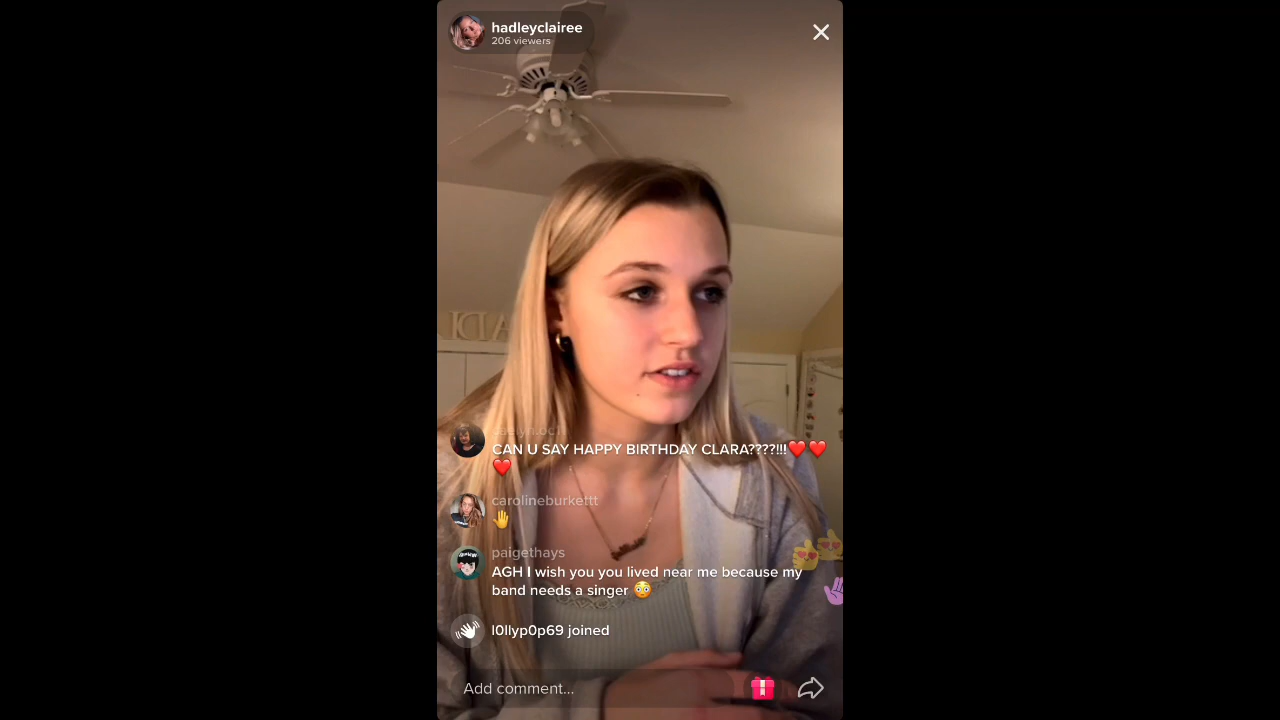 hadleyclairee
206 viewers
CAN U SAY HAPPY BIRTHDAY CLARA????!!!❤️❤️
❤️
carolineburkettt
🤚
paigethays
AGH I wish you you lived near me because my
band needs a singer 😳
l0llyp0p69 joined
Add comment...